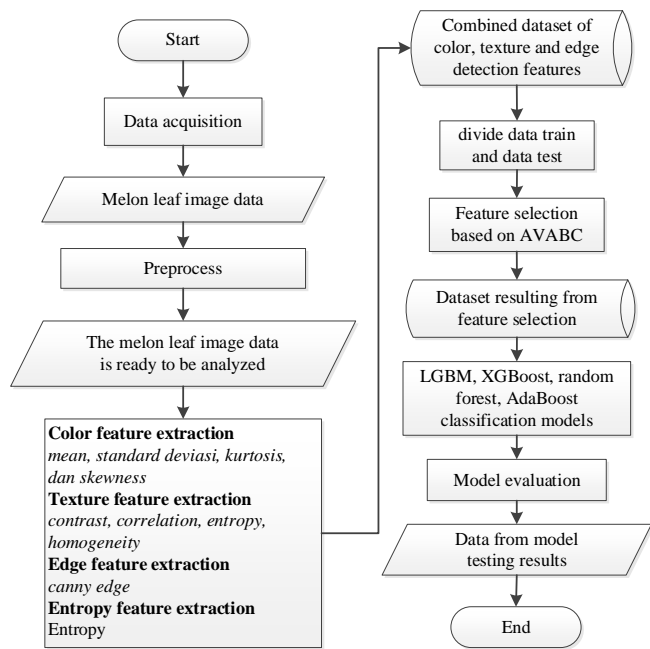 Start
Data acquisition
Melon leaf image data
Preprocess
The melon leaf image data
is ready to be analyzed
Color feature extraction
mean, standard deviasi, kurtosis,
dan skewness
Texture feature extraction
contrast, correlation, entropy,
homogeneity
Edge feature extraction
canny edge
Entropy feature extraction
Entropy
Combined dataset of
color, texture and edge
detection features
divide data train
and data test
Feature selection
based on AVABC
Dataset resulting from
feature selection
LGBM, XGBoost, random
forest, AdaBoost
classification models
Model evaluation
Data from model
testing results
End